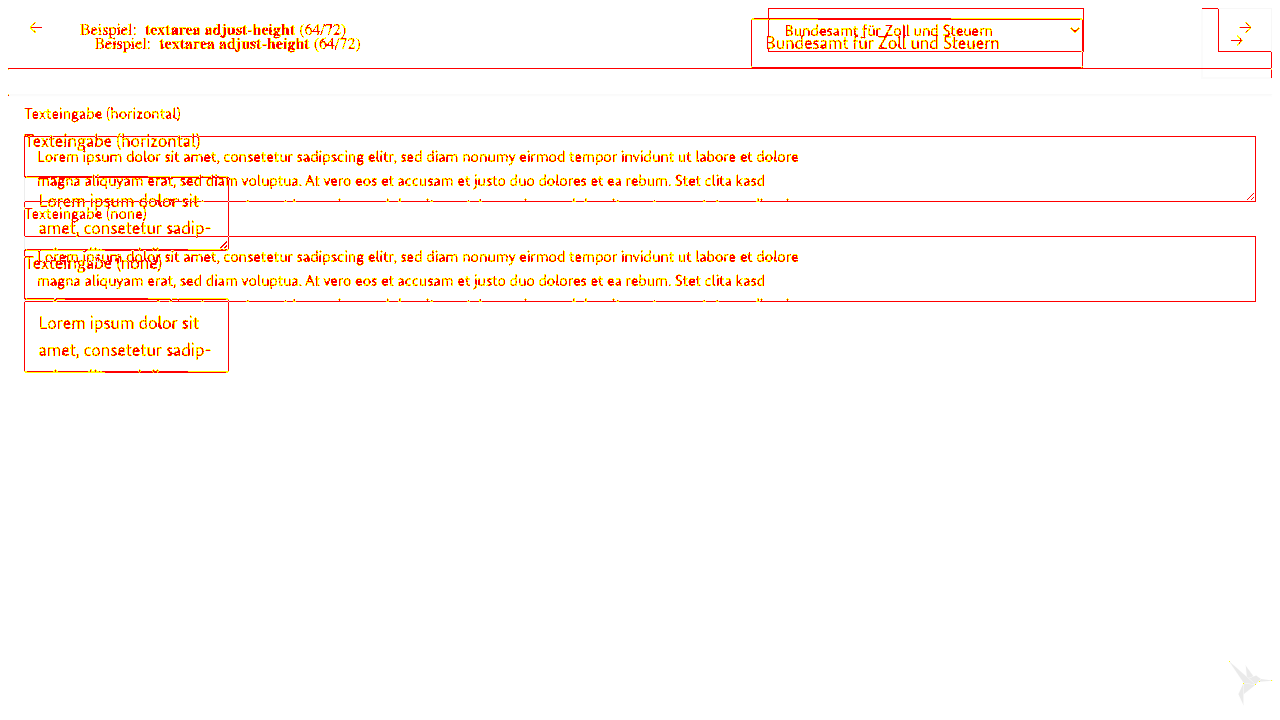 Beispiel: textarea adjust-height (64/72)
Bundesamt für Zoll und Steuern
Beispiel: textarea adjust-height (64/72)
Bundesamt für Zoll und Steuern
Texteingabe (horizontal)
Texteingabe (horizontal)
Lorem ipsum dolor sit amet, consetetur sadipscing elitr, sed diam nonumy eirmod tempor invidunt ut labore et dolore
magna aliquyam erat, sed diam voluptua. At vero eos et accusam et justo duo dolores et ea rebum. Stet clita kasd
Lorem ipsum dolor sit
Texteingabe (none)
amet, consetetur sadip-
Lorem ipsum dolor sit amet, consetetur sadipscing elitr, sed diam nonumy eirmod tempor invidunt ut labore et dolore
Texteingabe (none)
magna aliquyam erat, sed diam voluptua. At vero eos et accusam et justo duo dolores et ea rebum. Stet clita kasd
Lorem ipsum dolor sit
amet, consetetur sadip-